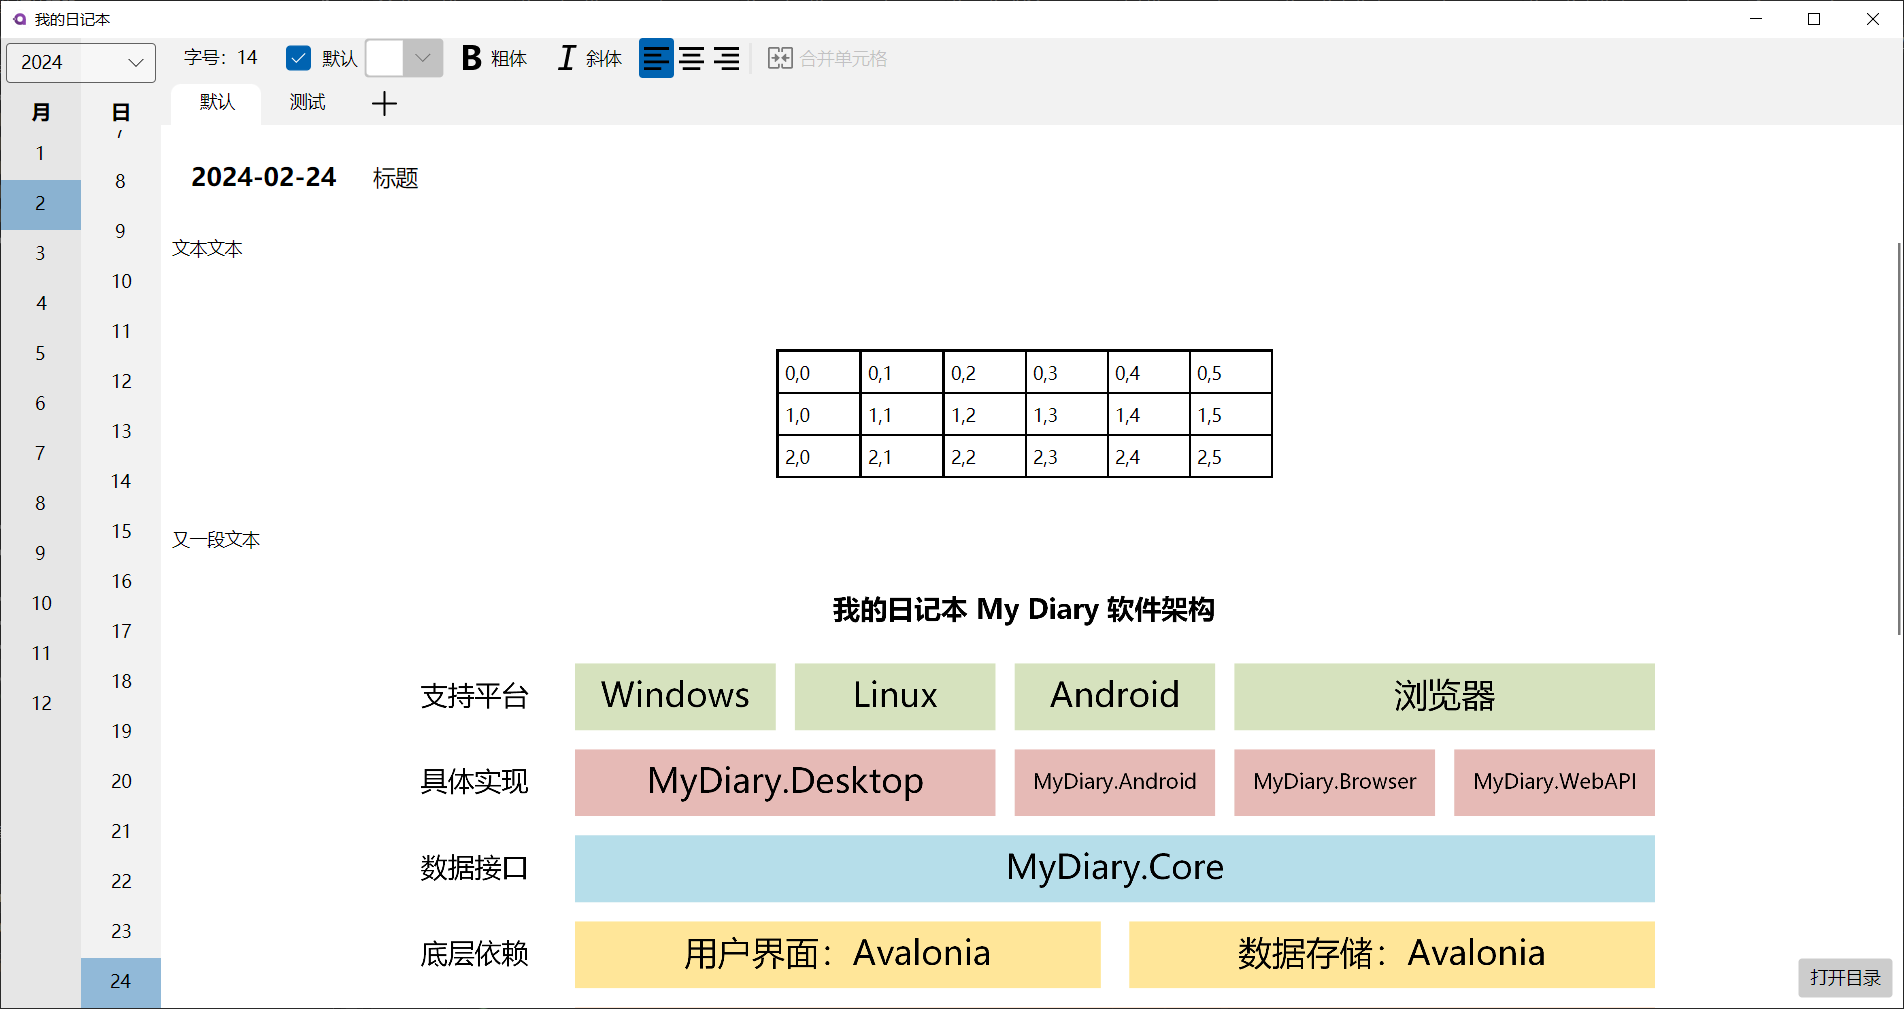 我的日记本
2024
字号：14
默认
B 粗体
I 斜体
合并单元格
默认
测试
月
1
2
3
4
5
6
7
8
9
10
11
12
日
7
8
9
10
11
12
13
14
15
16
17
18
19
20
21
22
23
24
2024-02-24 标题
文本文本
0,0 0,1 0,2 0,3 0,4 0,5
1,0 1,1 1,2 1,3 1,4 1,5
2,0 2,1 2,2 2,3 2,4 2,5
又一段文本
我的日记本 My Diary 软件架构
支持平台 Windows Linux Android 浏览器
具体实现 MyDiary.Desktop MyDiary.Android MyDiary.Browser MyDiary.WebAPI
数据接口 MyDiary.Core
底层依赖 用户界面：Avalonia 数据存储：Avalonia
打开目录